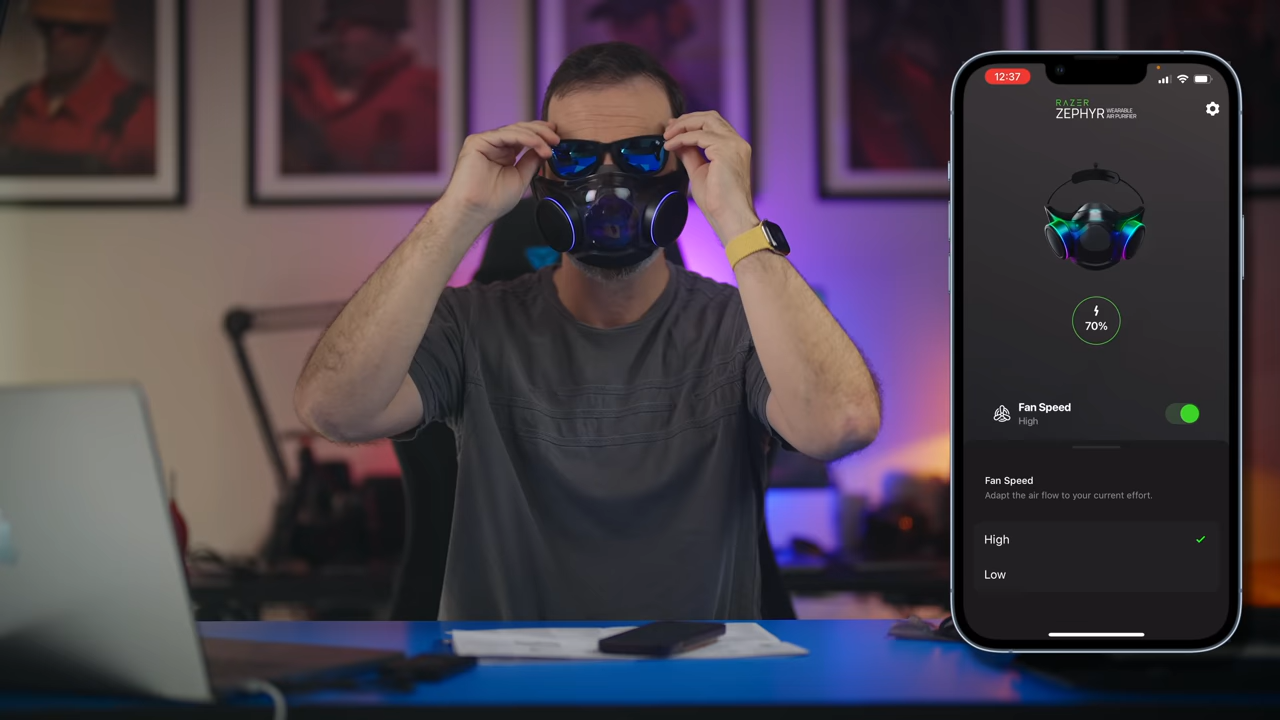 12:37
RAZER
ZEPHYR WEARABLE
AIR PURIFIER
70%
Fan Speed
High
Fan Speed
Adapt the air flow to your current effort.
High
Low